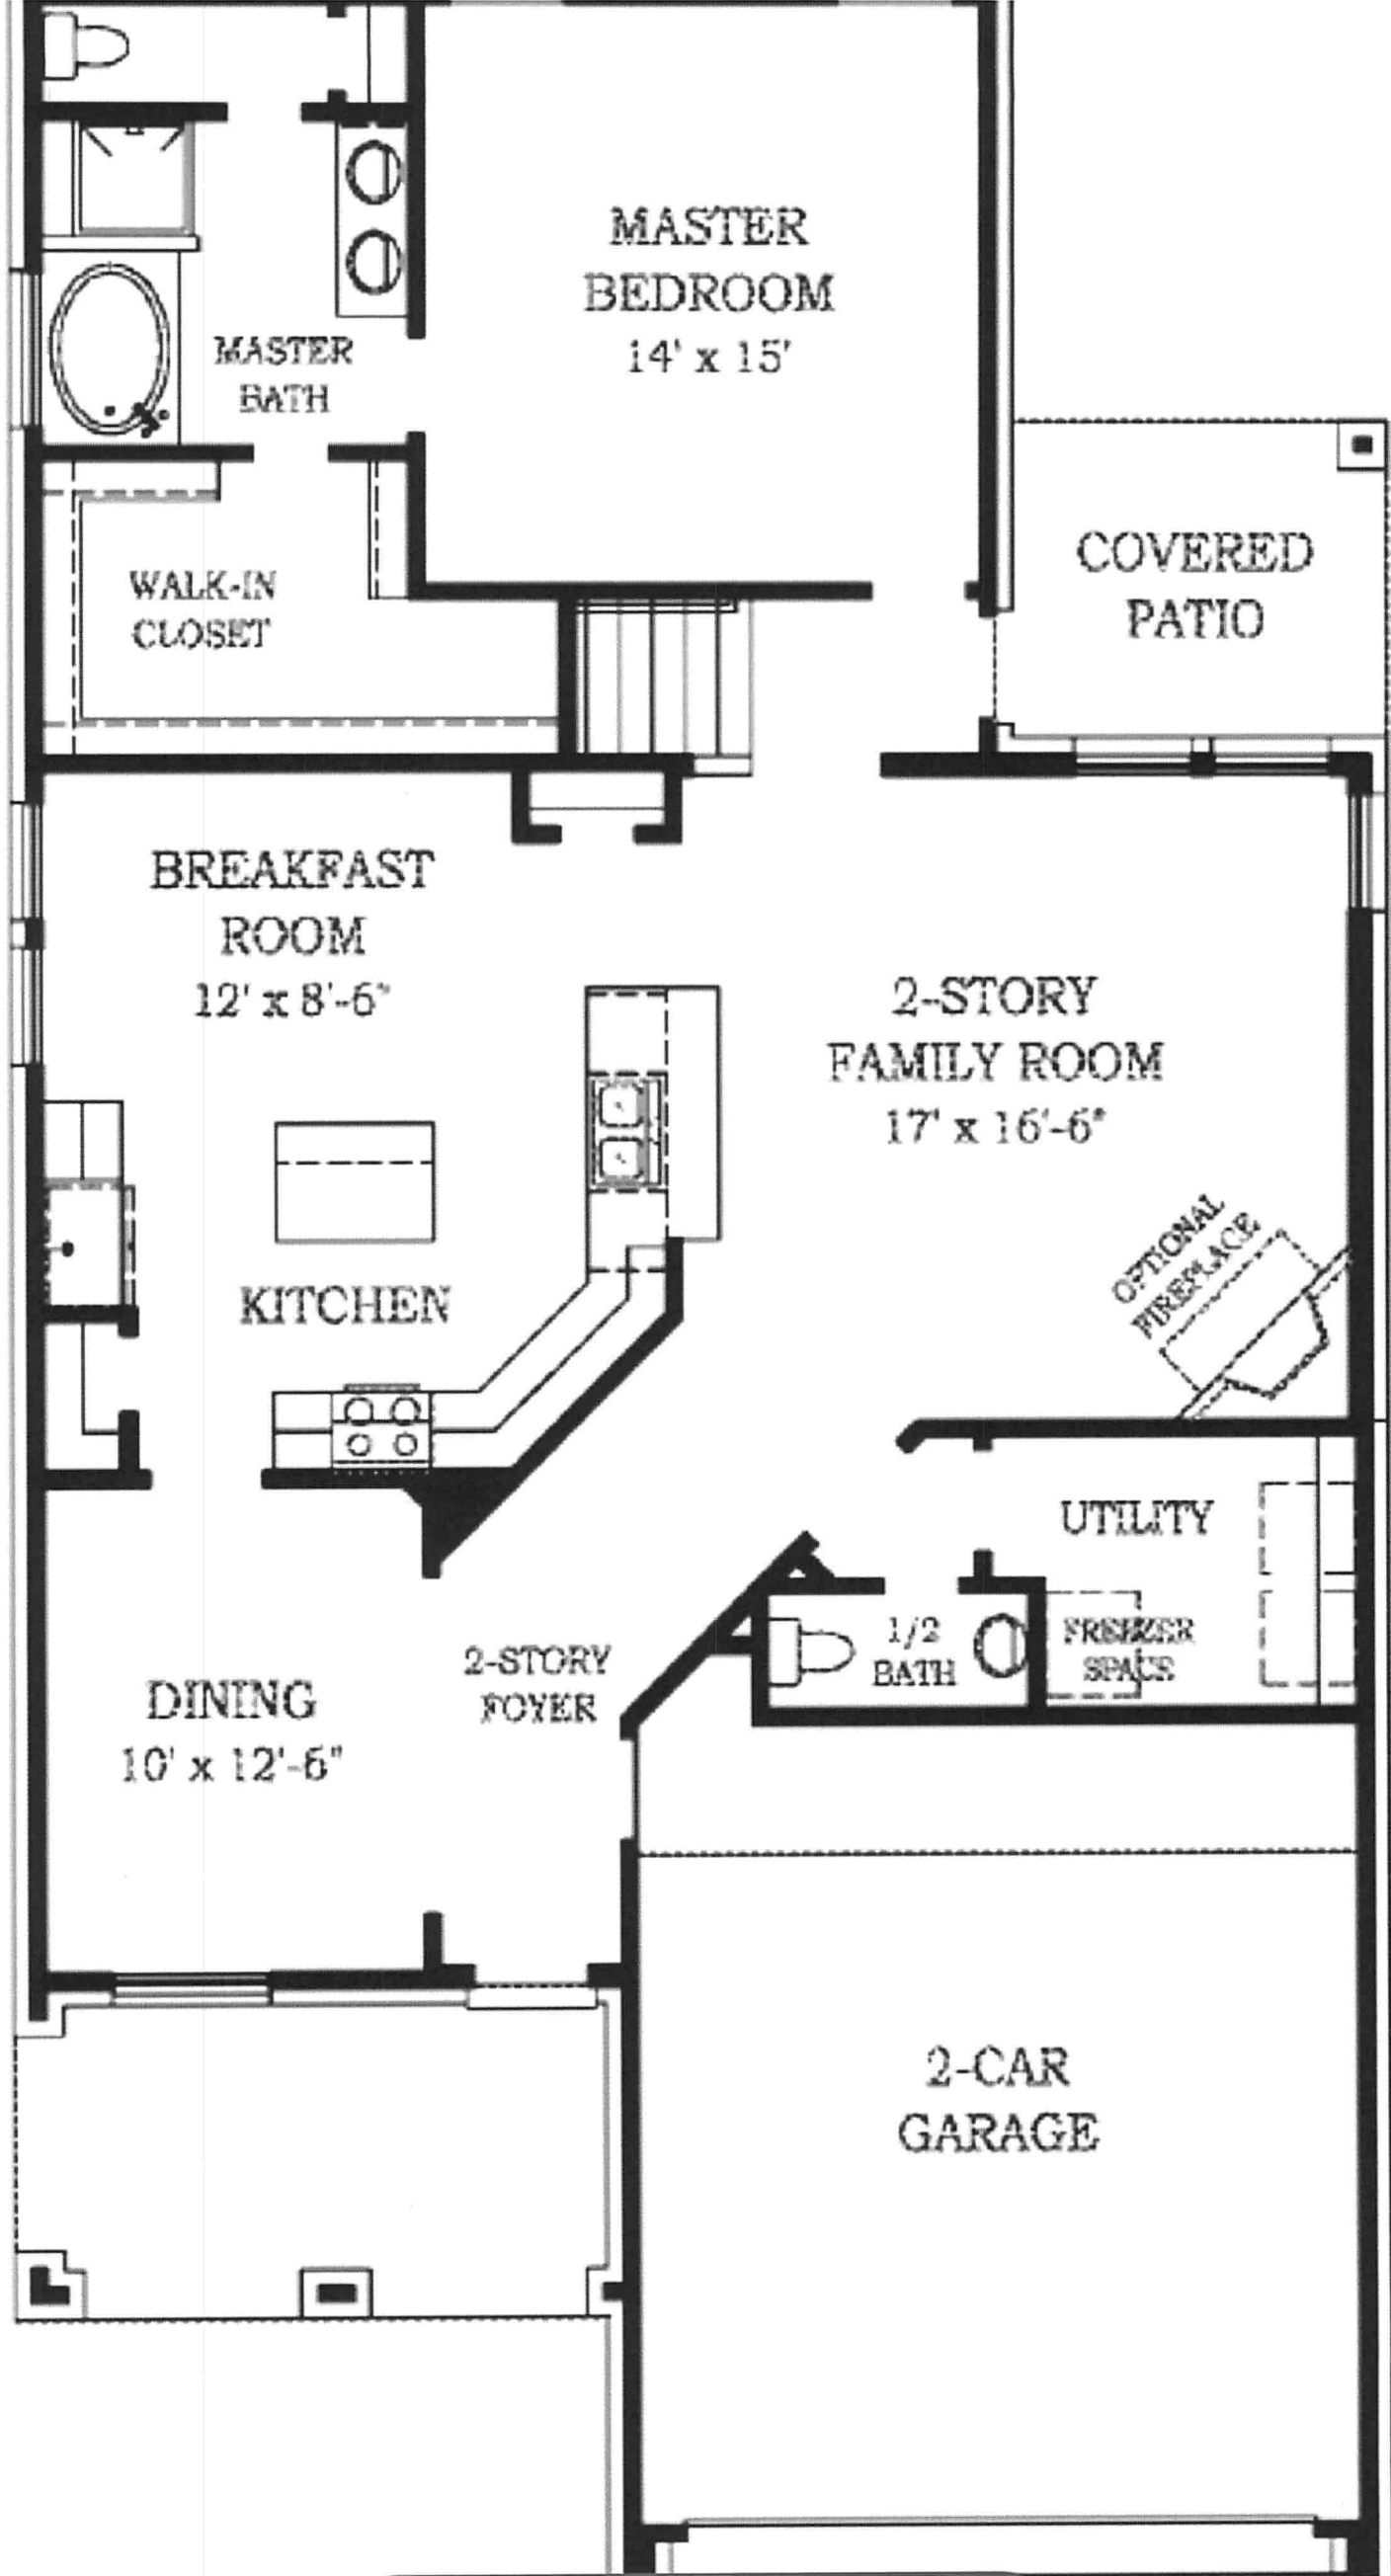 MASTER
BEDROOM
14' x 15'
MASTER
BATH
COVERED
PATIO
WALK-IN
CLOSET
BREAKFAST
ROOM
12' x 8'-6"
2-STORY
FAMILY ROOM
17' x 16'-6"
OPTIONAL
FIREPLACE
KITCHEN
UTILITY
1/2
BATH
FREEZER
SPACE
2-STORY
FOYER
DINING
10' x 12'-6"
2-CAR
GARAGE